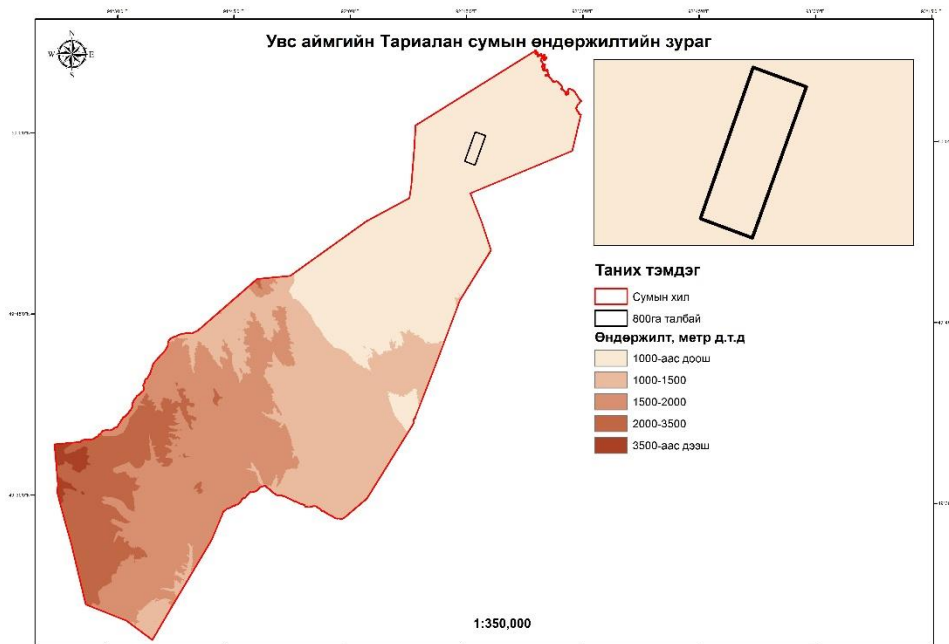 Увс аймгийн Тариалан сумын өндөржилтийн зураг
N
W E
S
Таних тэмдэг
Сумын хил
800га талбай
Өндөржилт, метр д.т.д
1000-аас доош
1000-1500
1500-2000
2000-3500
3500-аас дээш
1:350,000